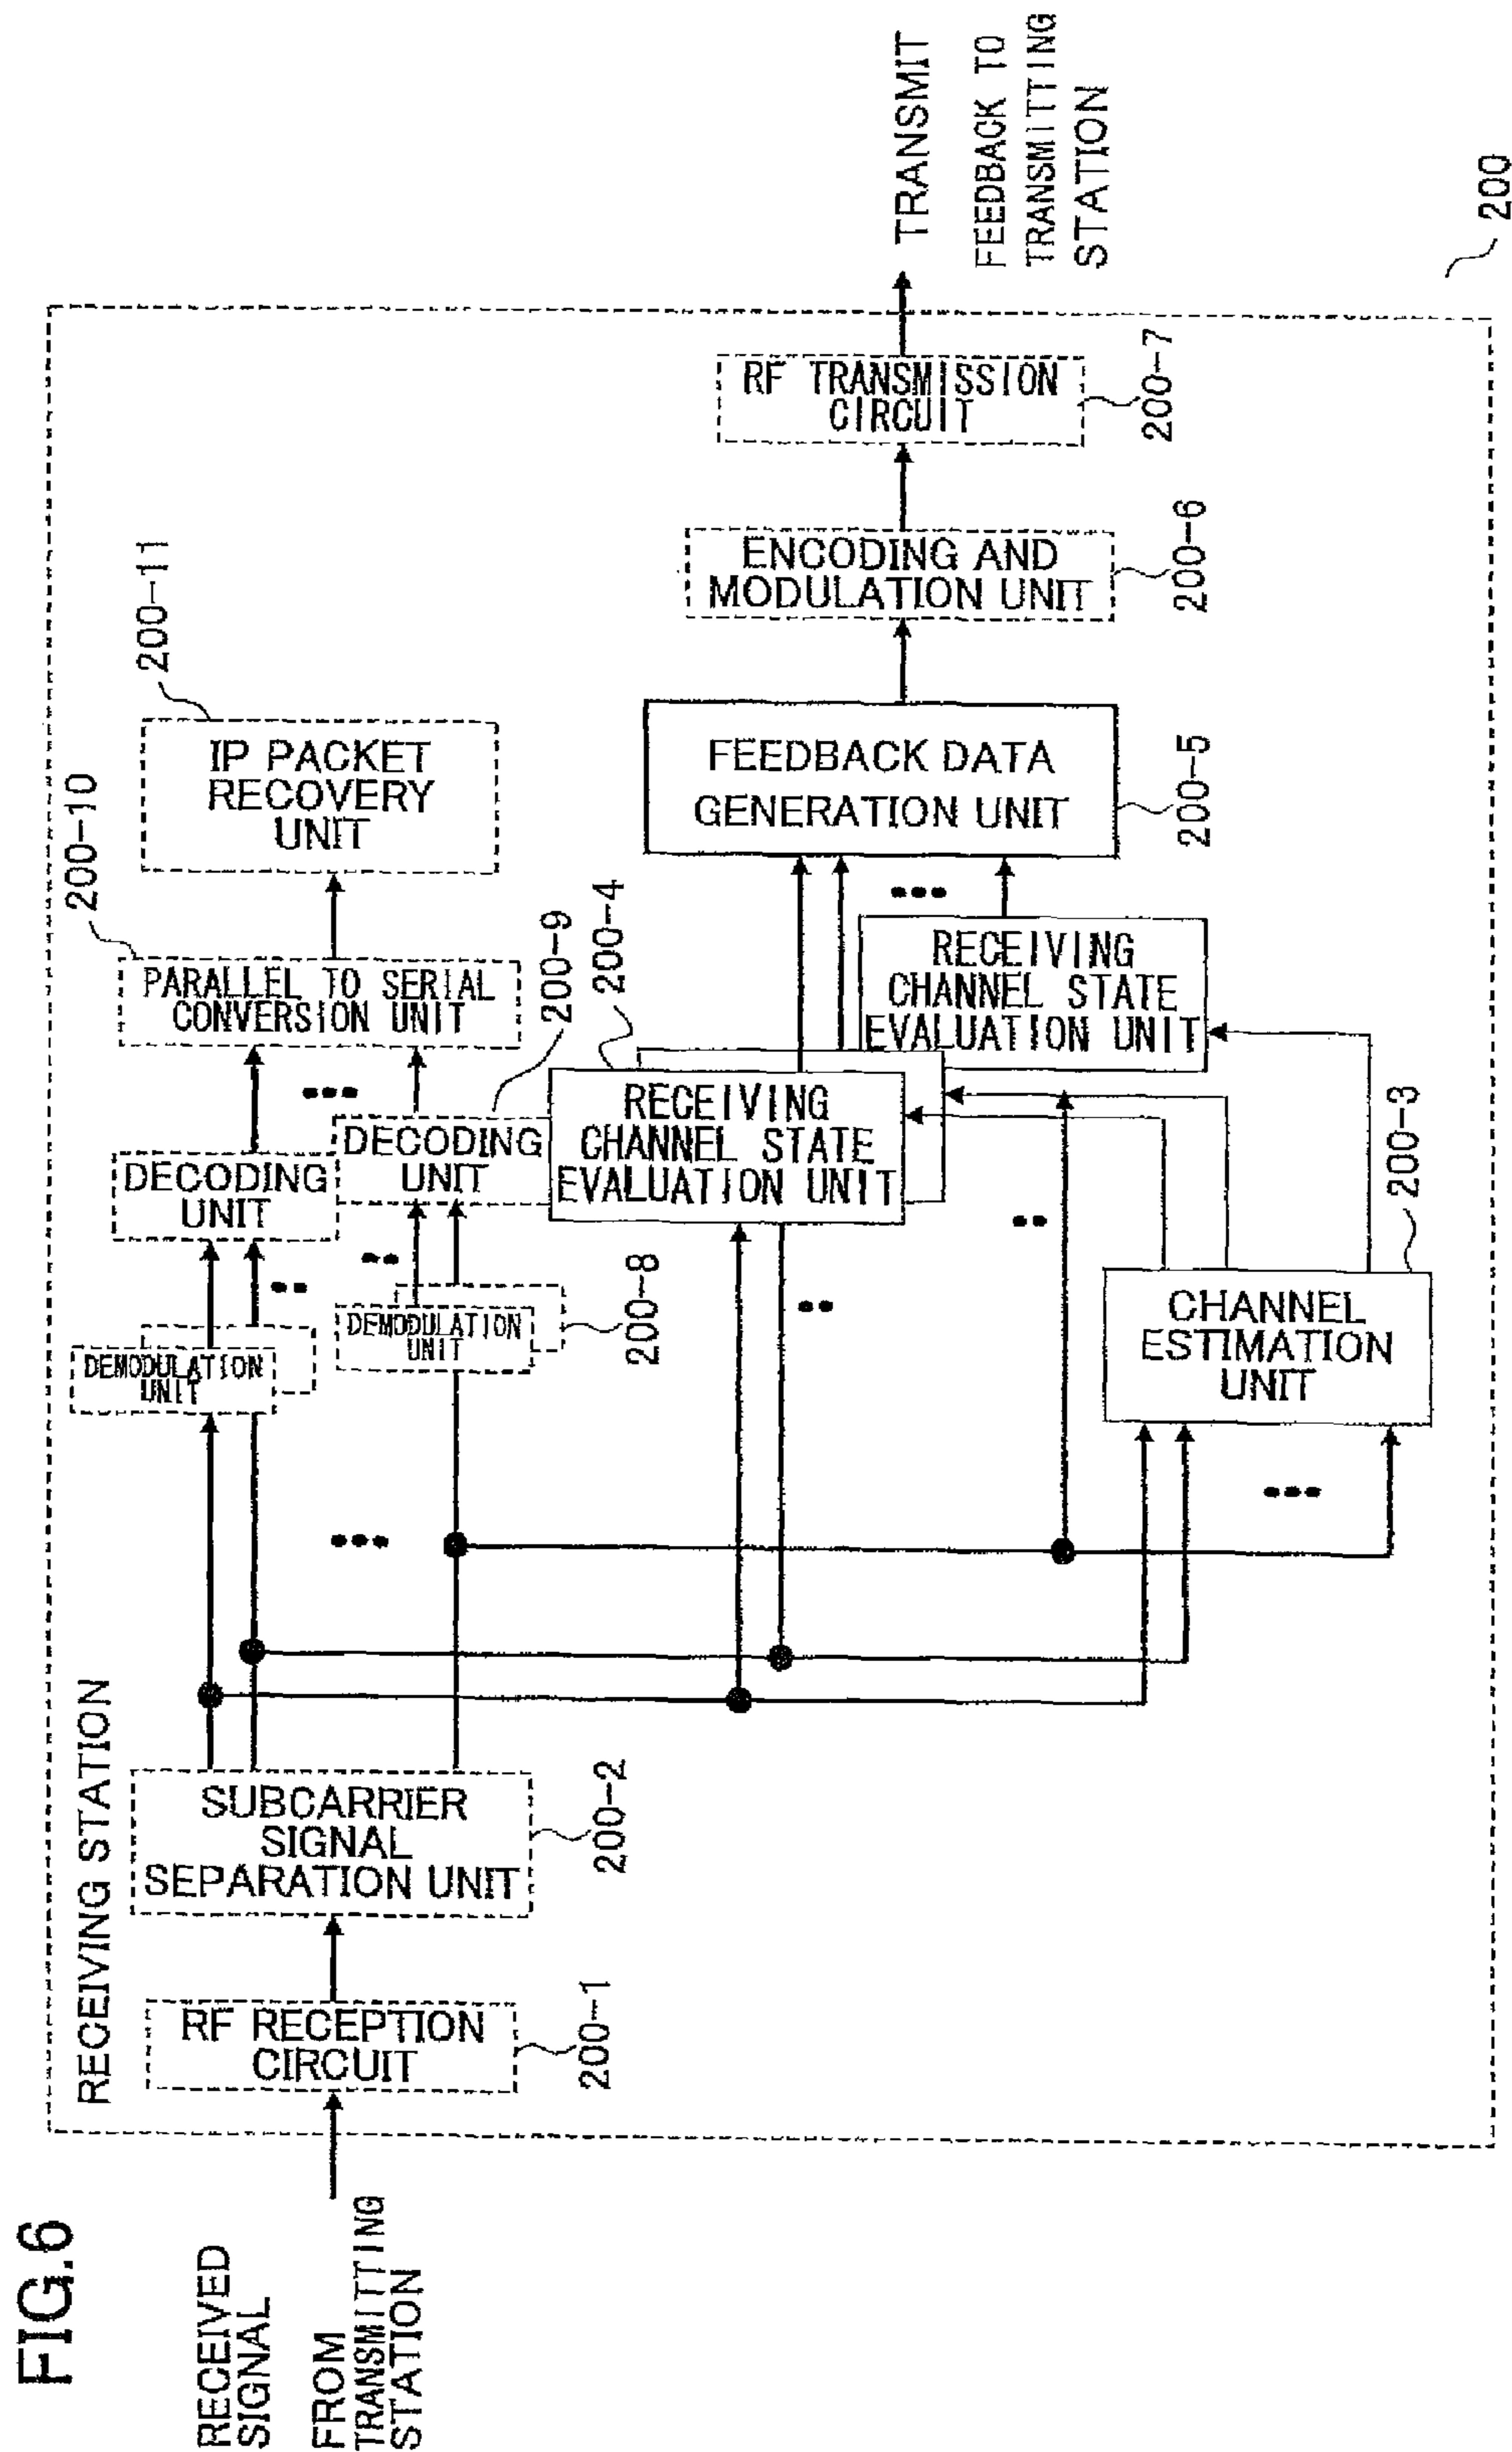 FIG.6
RECEIVED
SIGNAL
FROM
TRANSMITTING
STATION
RECEIVING STATION
RF RECEPTION
CIRCUIT
200-1
SUBCARRIER
SIGNAL
SEPARATION UNIT
200-2
DEMODULATION
UNIT
DEMODULATION
UNIT
200-8
DECODING
UNIT
DECODING
UNIT
200-9
PARALLEL TO SERIAL
CONVERSION UNIT
200-10
IP PACKET
RECOVERY
UNIT
200-11
CHANNEL
ESTIMATION
UNIT
200-3
RECEIVING
CHANNEL STATE
EVALUATION UNIT
200-4
RECEIVING
CHANNEL STATE
EVALUATION UNIT
FEEDBACK DATA
GENERATION UNIT
200-5
ENCODING AND
MODULATION UNIT
200-6
RF TRANSMISSION
CIRCUIT
200-7
TRANSMIT
FEEDBACK TO
TRANSMITTING
STATION
200